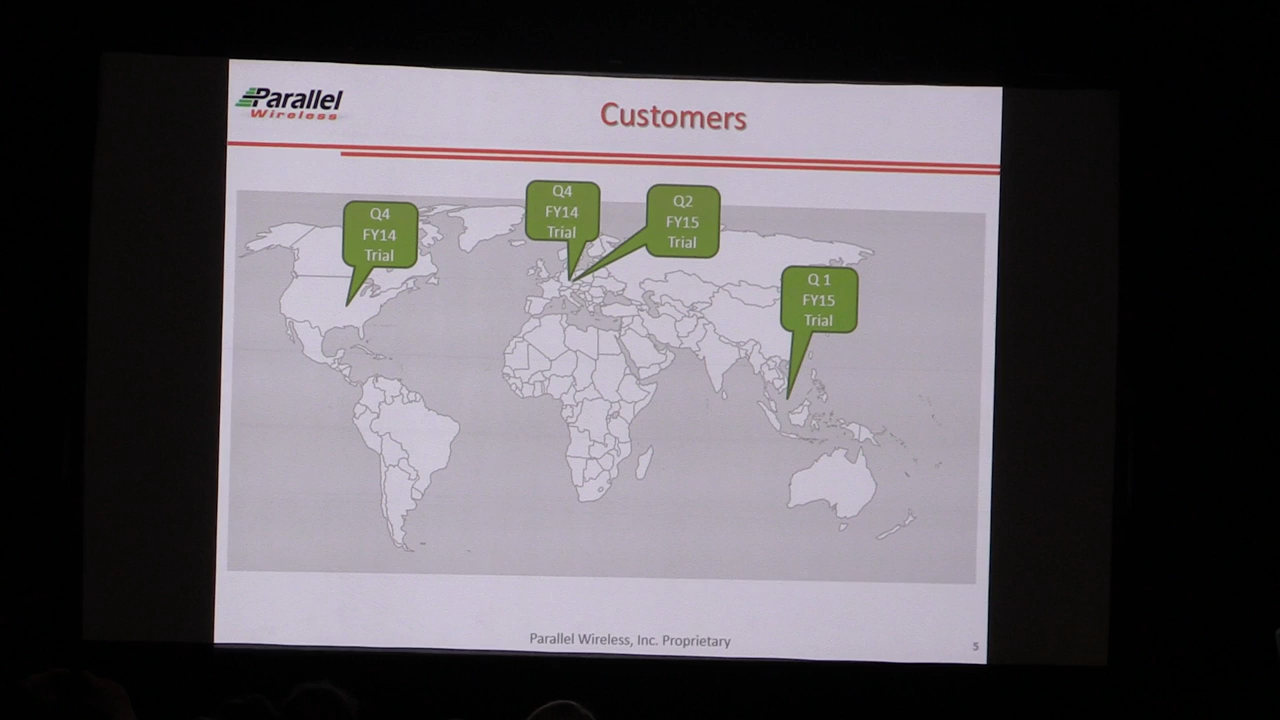 Parallel
Wireless
Customers
Q4
FY14
Trial
Q4
FY14
Trial
Q2
FY15
Trial
Q 1
FY15
Trial
Parallel Wireless, Inc. Proprietary
5